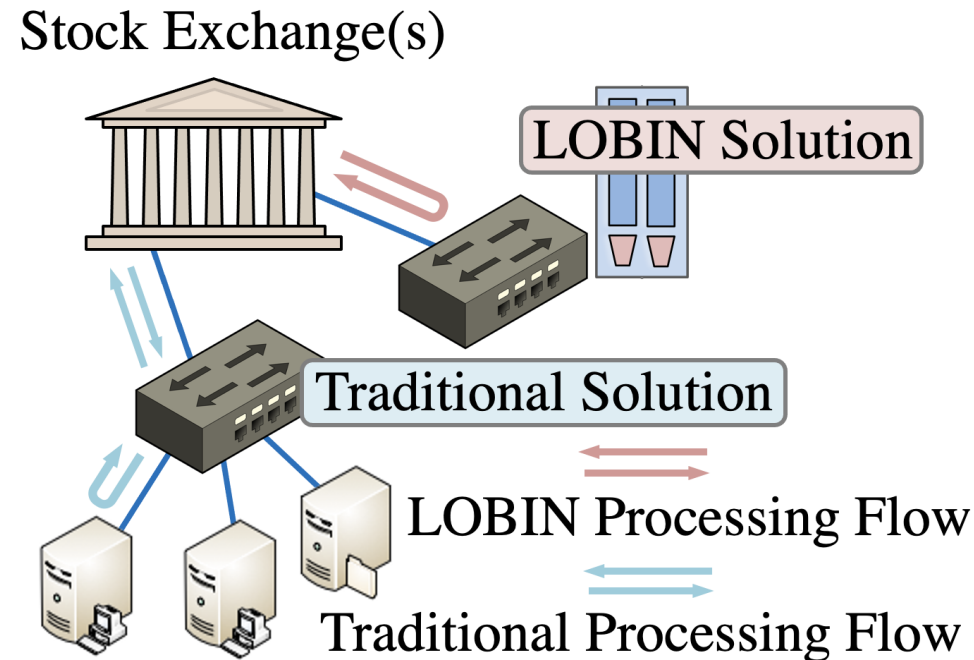 Stock Exchange(s)
LOBIN Solution
Traditional Solution
LOBIN Processing Flow
Traditional Processing Flow